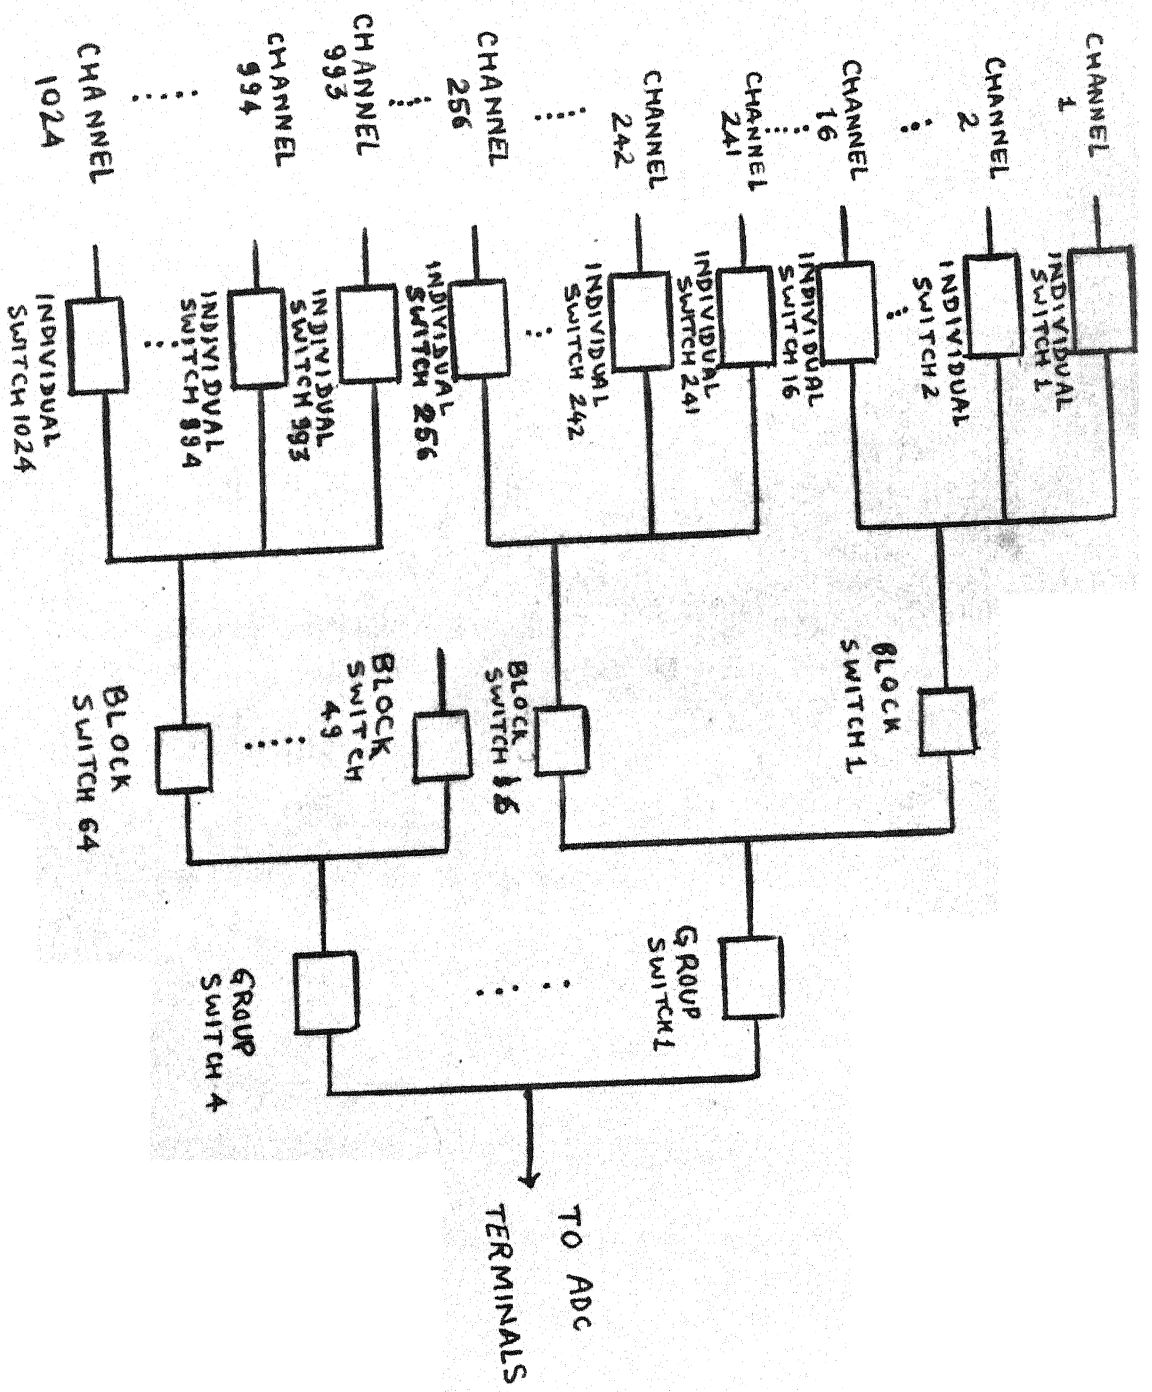 CHANNEL
1
INDIVIDUAL
SWITCH 1
CHANNEL
2
INDIVIDUAL
SWITCH 2
CHANNEL
16
INDIVIDUAL
SWITCH 16
CHANNEL
241
INDIVIDUAL
SWITCH 241
CHANNEL
242
INDIVIDUAL
SWITCH 242
CHANNEL
256
INDIVIDUAL
SWITCH 256
CHANNEL
993
INDIVIDUAL
SWITCH 993
CHANNEL
994
INDIVIDUAL
SWITCH 994
CHANNEL
1024
INDIVIDUAL
SWITCH 1024
BLOCK
SWITCH 1
BLOCK
SWITCH 16
BLOCK
SWITCH
49
BLOCK
SWITCH 64
GROUP
SWITCH 1
GROUP
SWITCH 4
TO ADC
TERMINALS